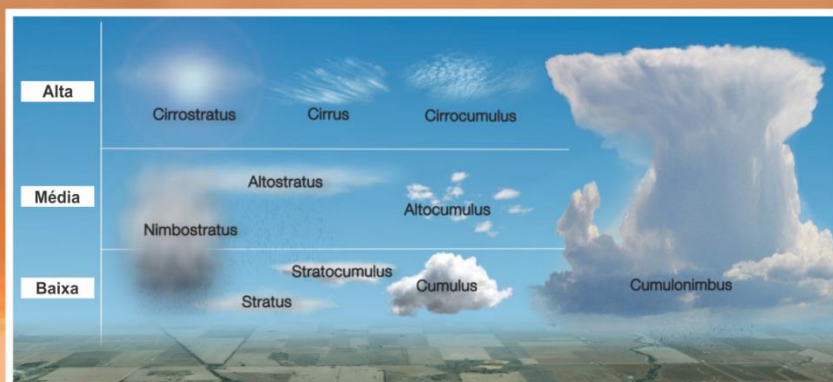 Alta
Cirrostratus
Cirrus
Cirrocumulus
Média
Altostratus
Altocumulus
Nimbostratus
Baixa
Stratocumulus
Stratus
Cumulus
Cumulonimbus